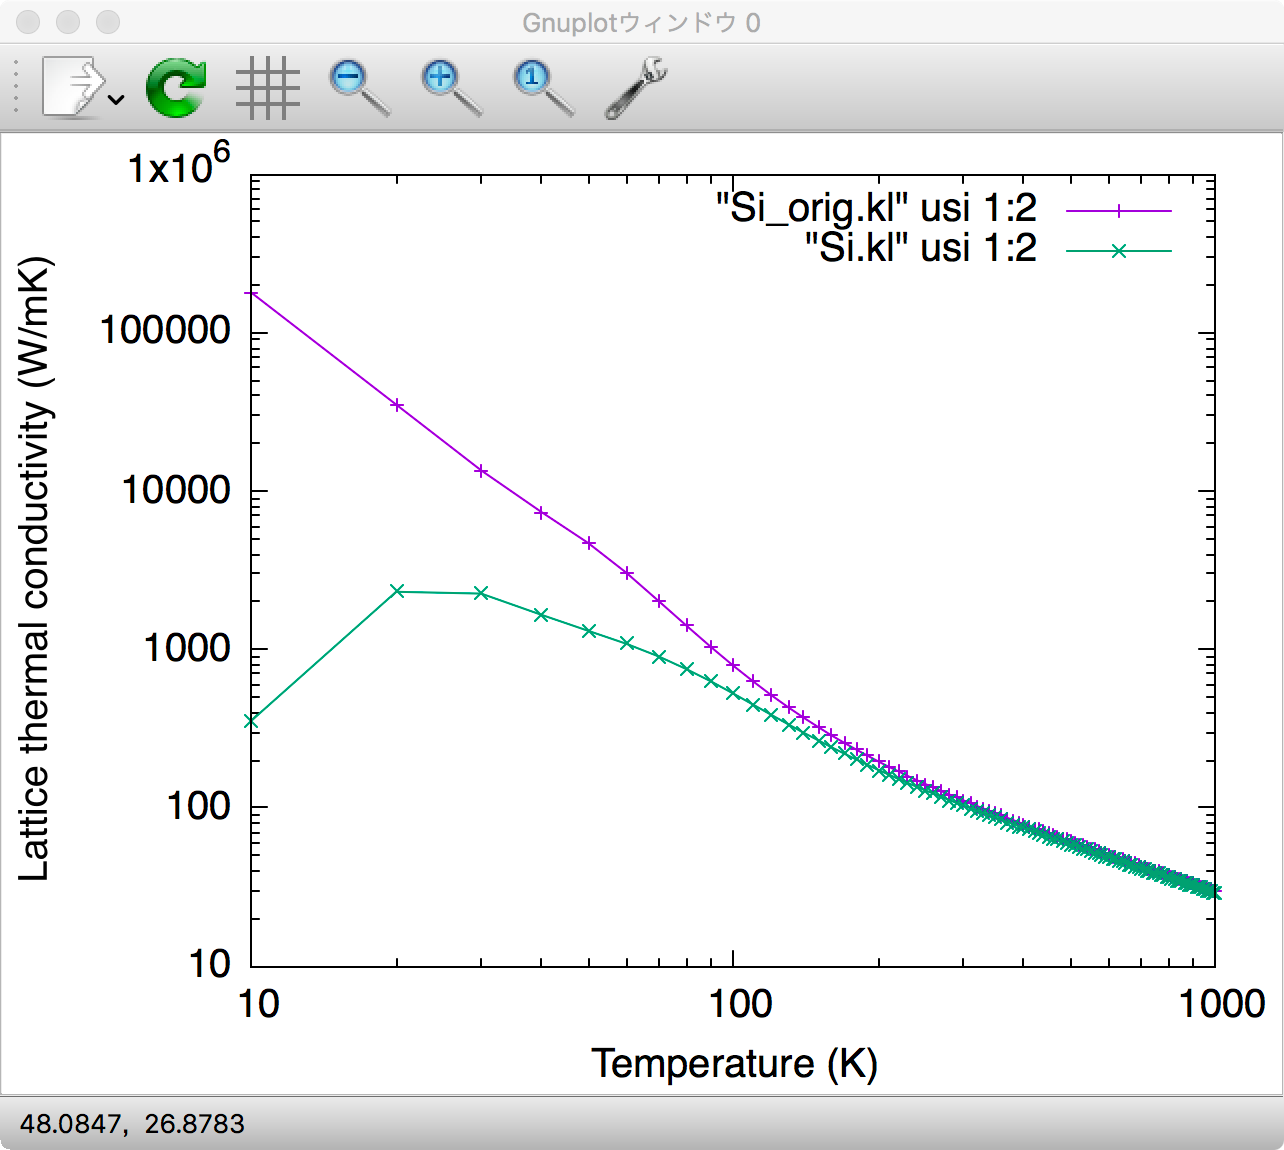 Gnuplotウィンドウ 0
1
1x10^6
100000
10000
1000
100
10
"Si_orig.kl" usi 1:2
"Si.kl" usi 1:2
Lattice thermal conductivity (W/mK)
10 100 1000
Temperature (K)
48.0847, 26.8783